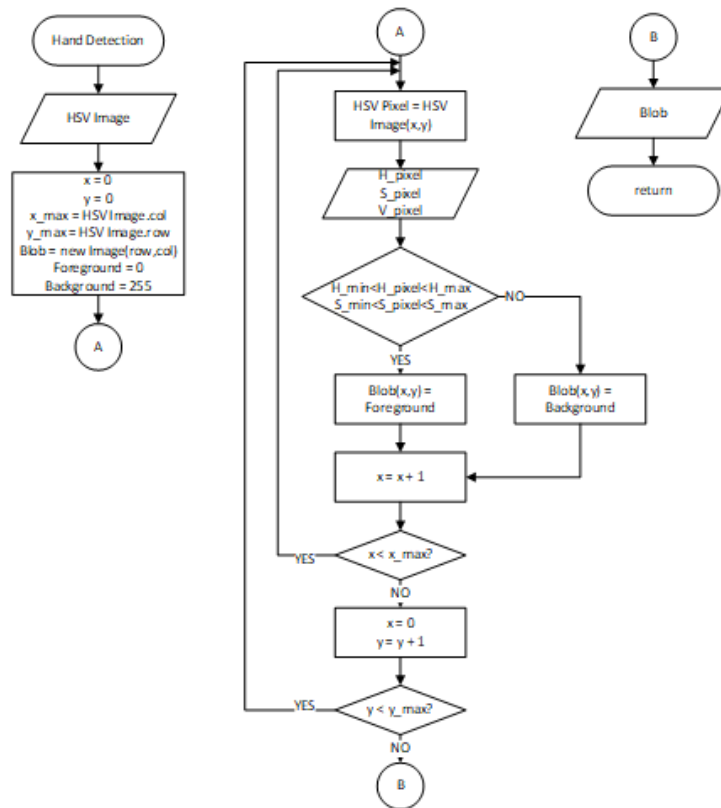 Hand Detection
HSV Image
x = 0
y = 0
x_max = HSV Image.col
y_max = HSV Image.row
Blob = new Image(row,col)
Foreground = 0
Background = 255
A
A
HSV Pixel = HSV
Image(x,y)
H_pixel
S_pixel
V_pixel
H_min<H_pixel<H_max
S_min<S_pixel<S_max
NO
YES
Blob(x,y) =
Foreground
Blob(x,y) =
Background
x = x + 1
x < x_max?
YES
NO
x = 0
y = y + 1
y < y_max?
YES
NO
B
B
Blob
return